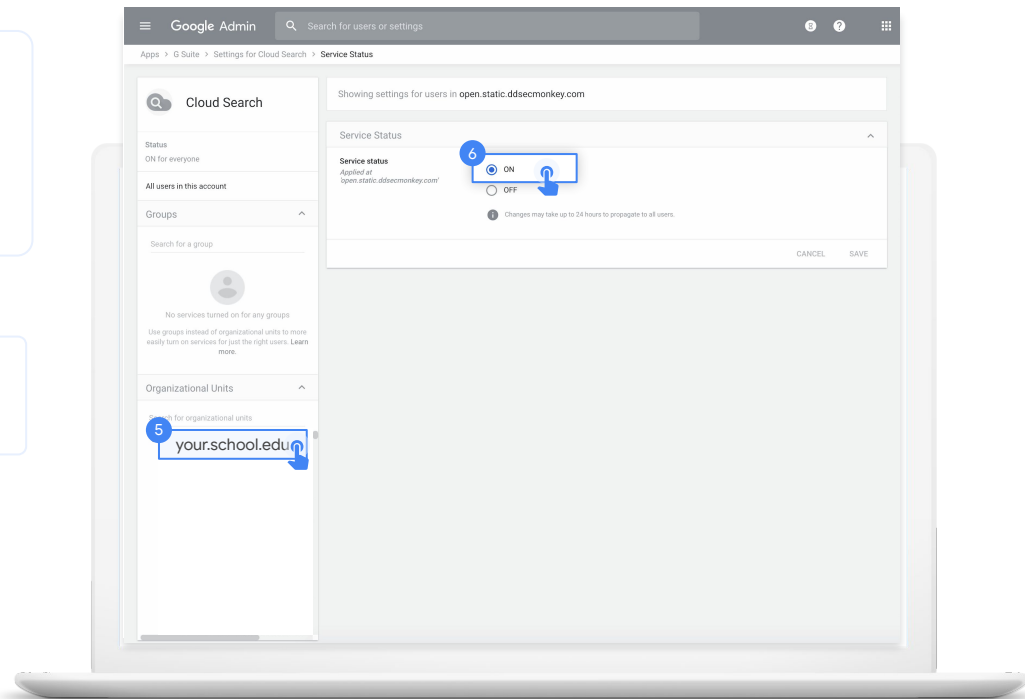 Google Admin
Search for users or settings
8
?
Apps > G Suite > Settings for Cloud Search > Service Status
Cloud Search
Status
ON for everyone
All users in this account
Groups
Search for a group
No services turned on for any groups
Use groups instead of organizational units to more
easily turn on services for just the right users. Learn
more.
Organizational Units
Search for organizational units
5
your.school.edu
Showing settings for users in open.static.ddsecmonkey.com
Service Status
Service status
Applied at
'open.static.ddsecmonkey.com'
6
ON
OFF
i
Changes may take up to 24 hours to propagate to all users.
CANCEL SAVE